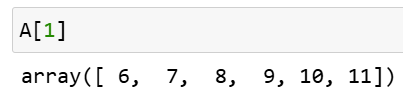 A[1]
array([ 6,  7,  8,  9, 10, 11])